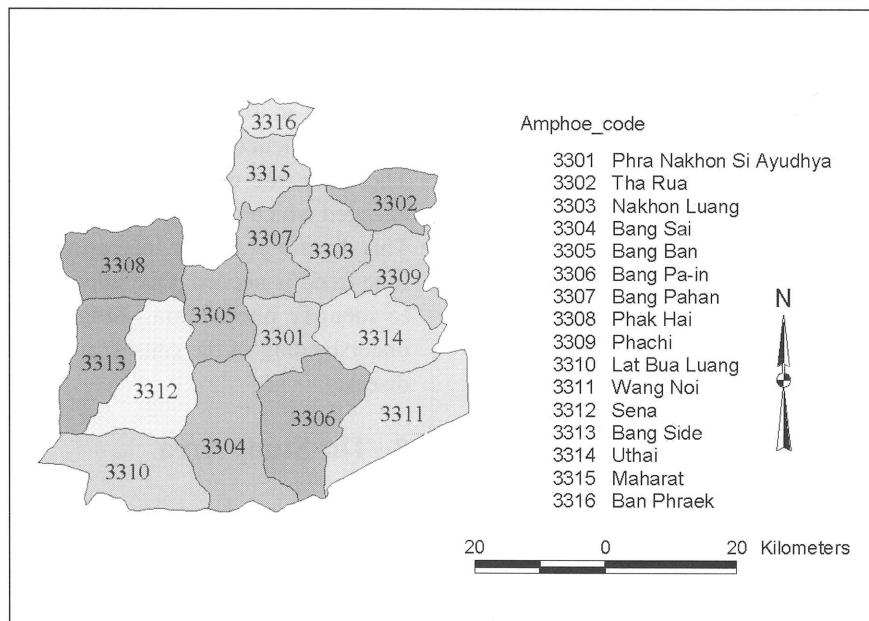 3316
3315
3302
3307
3303
3308
3309
3305
3301
3314
3313
3312
3306
3311
3304
3310
Amphoe_code
3301 Phra Nakhon Si Ayudhya
3302 Tha Rua
3303 Nakhon Luang
3304 Bang Sai
3305 Bang Ban
3306 Bang Pa-in
3307 Bang Pahan
3308 Phak Hai
3309 Phachi
3310 Lat Bua Luang
3311 Wang Noi
3312 Sena
3313 Bang Side
3314 Uthai
3315 Maharat
3316 Ban Phraek
N
20 0 20 Kilometers